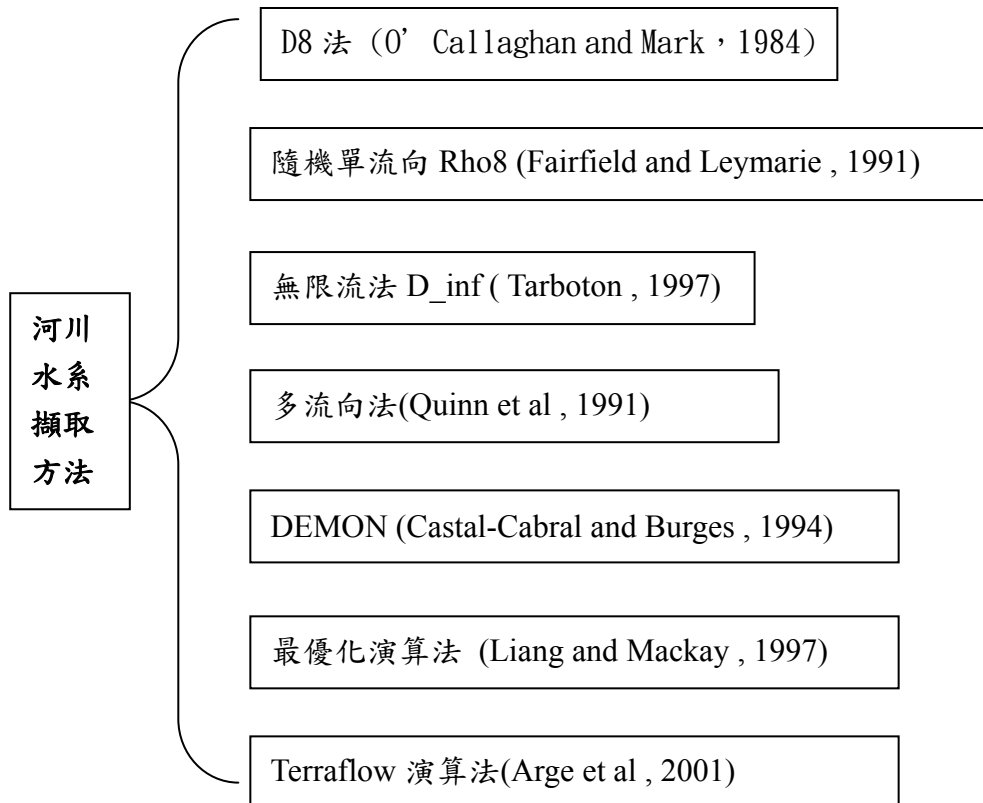 D8 法（O’ Callaghan and Mark，1984）
隨機單流向 Rho8 (Fairfield and Leymarie , 1991)
無限流法 D_inf ( Tarboton , 1997)
河川
水系
擷取
方法
多流向法(Quinn et al , 1991)
DEMON (Castal-Cabral and Burges , 1994)
最優化演算法 (Liang and Mackay , 1997)
Terraflow 演算法(Arge et al , 2001)